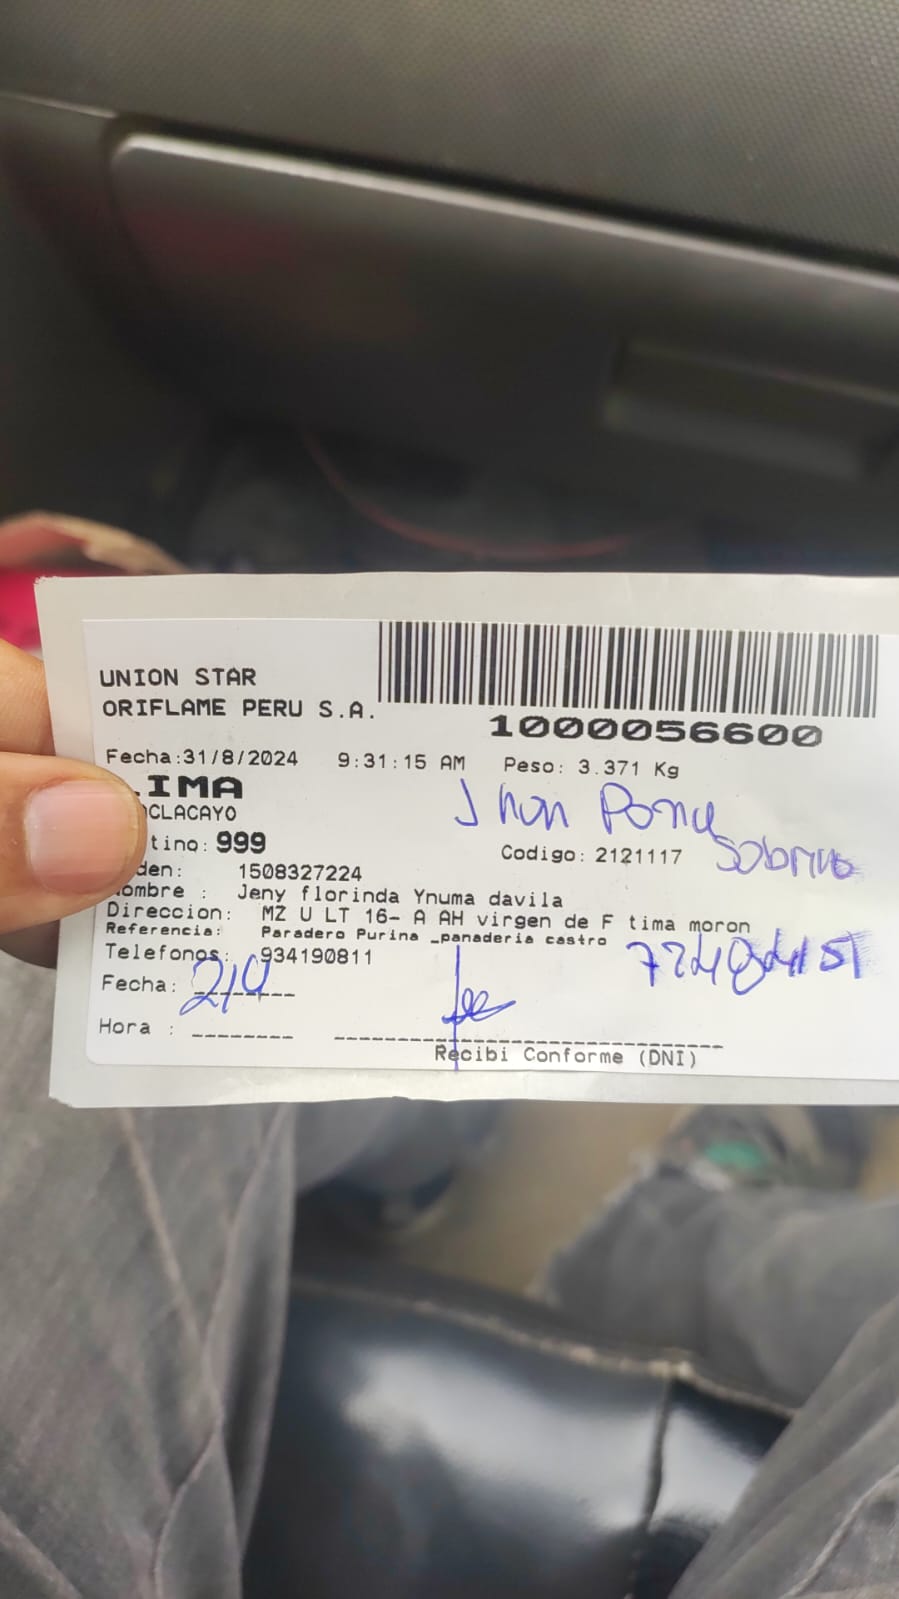 UNION STAR
ORIFLAME PERU S.A.
1000056600
Fecha:31/8/2024 9:31:15 AM Peso: 3.371 Kg
LIMA
CLACAYO
Jhon Ponce
tino: 999
Sobrino
Codigo: 2121117
den: 1508327224
ombre : Jeny florinda Ynuma davila
Direccion: MZ U LT 16- A AH virgen de F tima moron
Referencia: Paradero Purina _panaderia castro
Telefonos: 934190811
Fecha: 2/9
Hora :
Recibi Conforme (DNI)